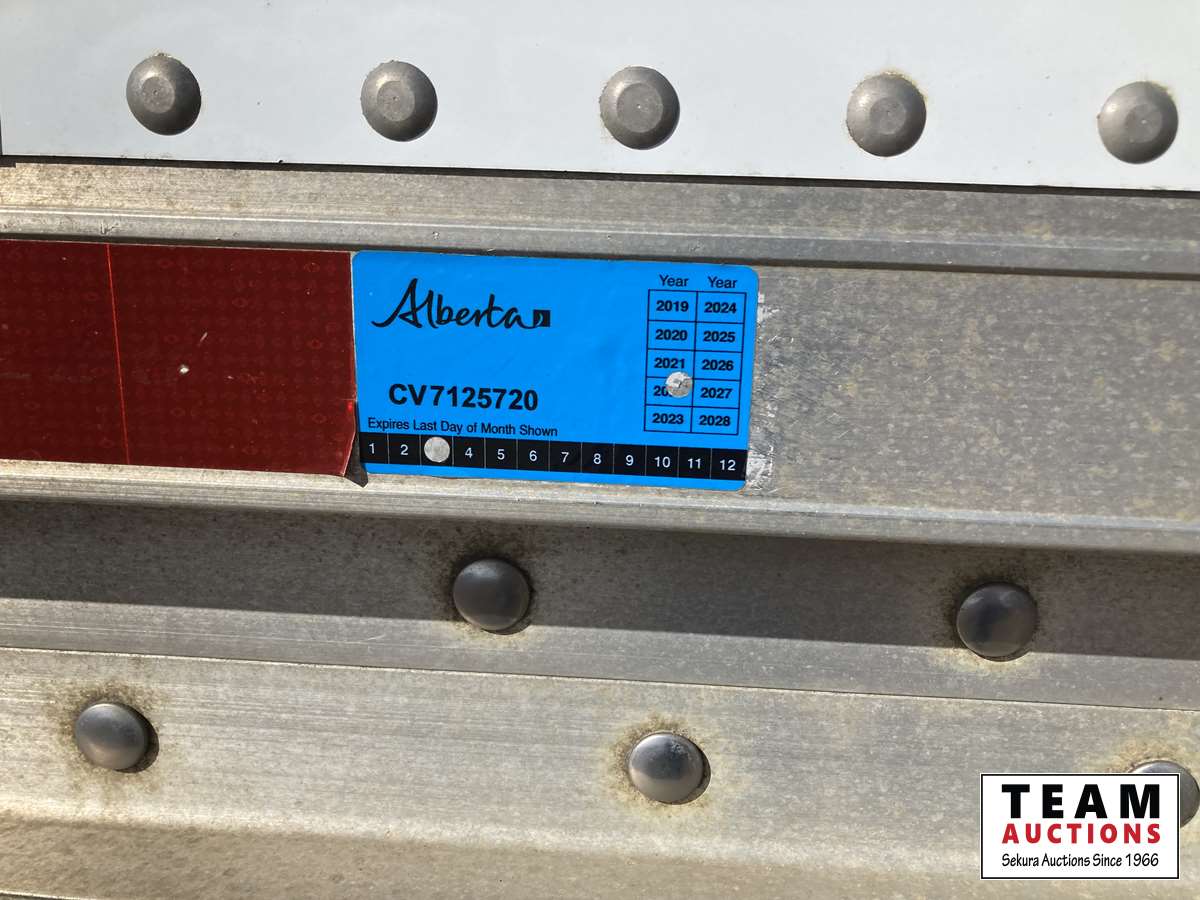 Alberta
Year Year
2019 2024
2020 2025
2021 2026
2027
2023 2028
CV7125720
Expires Last Day of Month Shown
1 2 4 5 6 7 8 9 10 11 12
TEAM
AUCTIONS
Sekura Auctions Since 1966